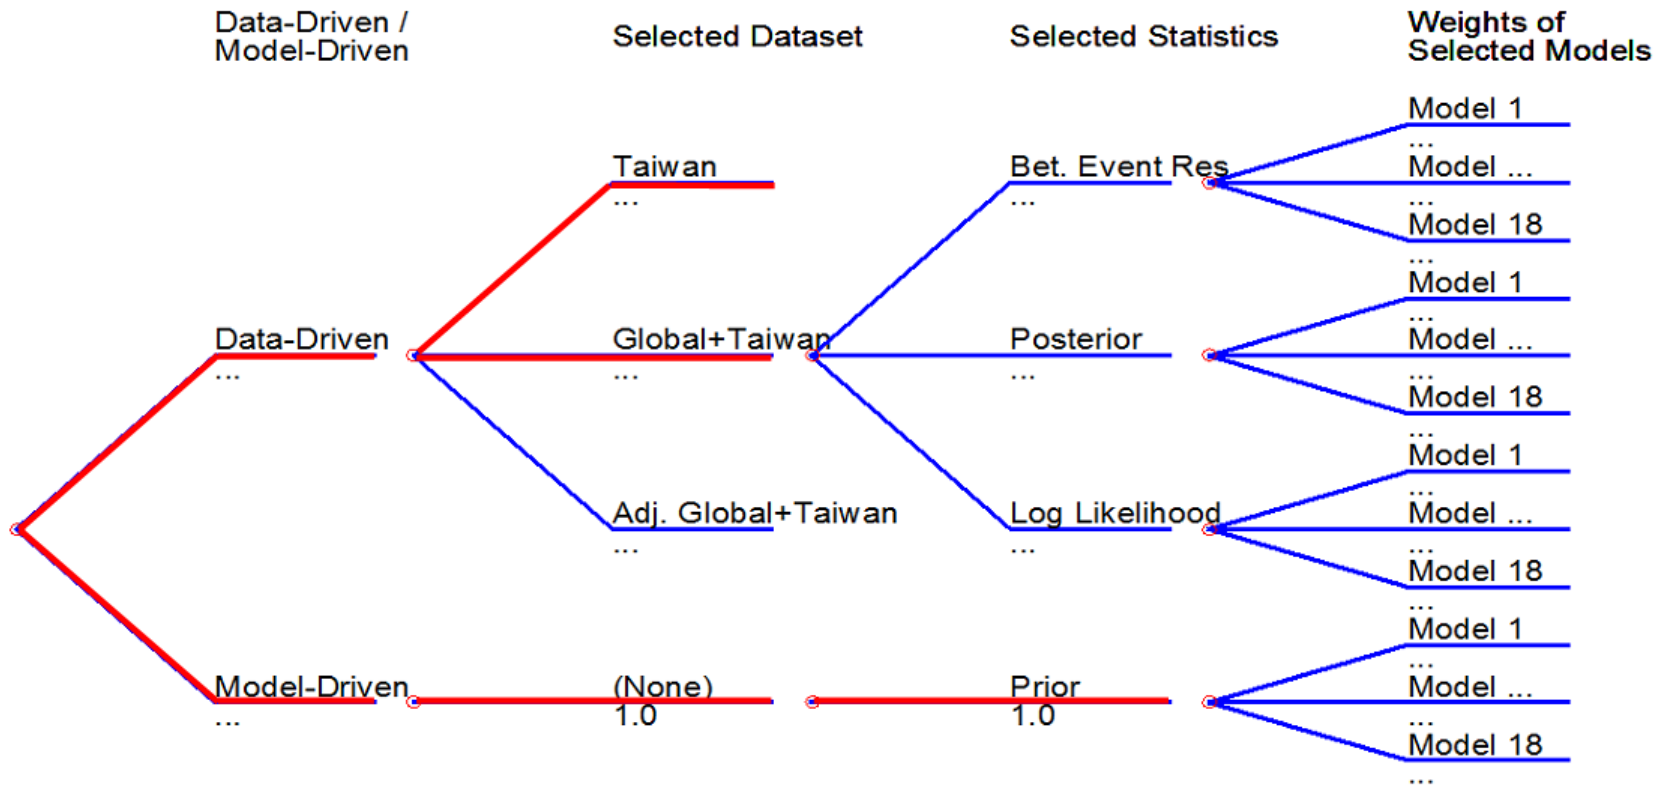 Data-Driven /
Model-Driven
Selected Dataset
Selected Statistics
Weights of
Selected Models
Model 1
...
Taiwan
...
Bet. Event Res
...
Model ...
...
Model 18
...
Model 1
...
Data-Driven
...
Global+Taiwan
...
Posterior
...
Model ...
...
Model 18
...
Model 1
...
Adj. Global+Taiwan
...
Log Likelihood
...
Model ...
...
Model 18
...
Model 1
...
Model-Driven
...
(None)
1.0
Prior
1.0
Model ...
...
Model 18
...